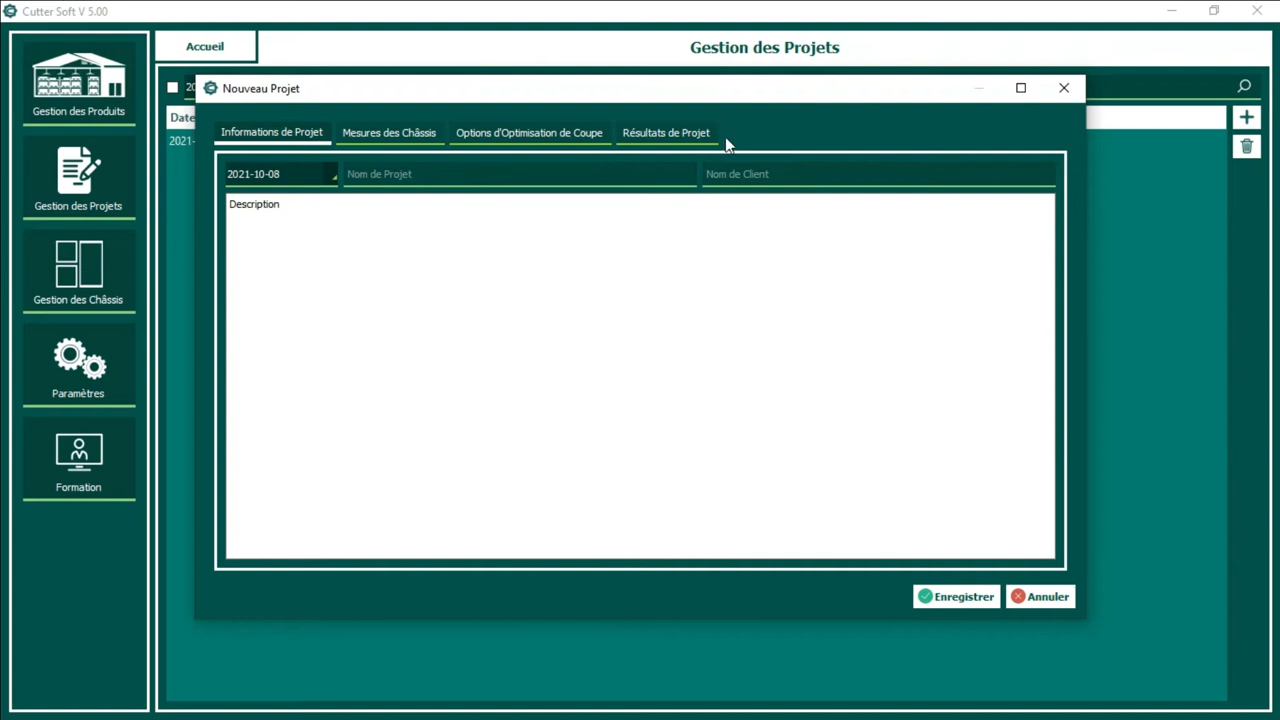 Cutter Soft V 5.00
Accueil
Gestion des Projets
Gestion des Produits
Gestion des Projets
Gestion des Châssis
Paramètres
Formation
20
Date
2021-
Nouveau Projet
Informations de Projet
Mesures des Châssis
Options d'Optimisation de Coupe
Résultats de Projet
2021-10-08
Nom de Projet
Nom de Client
Description
Enregistrer
Annuler